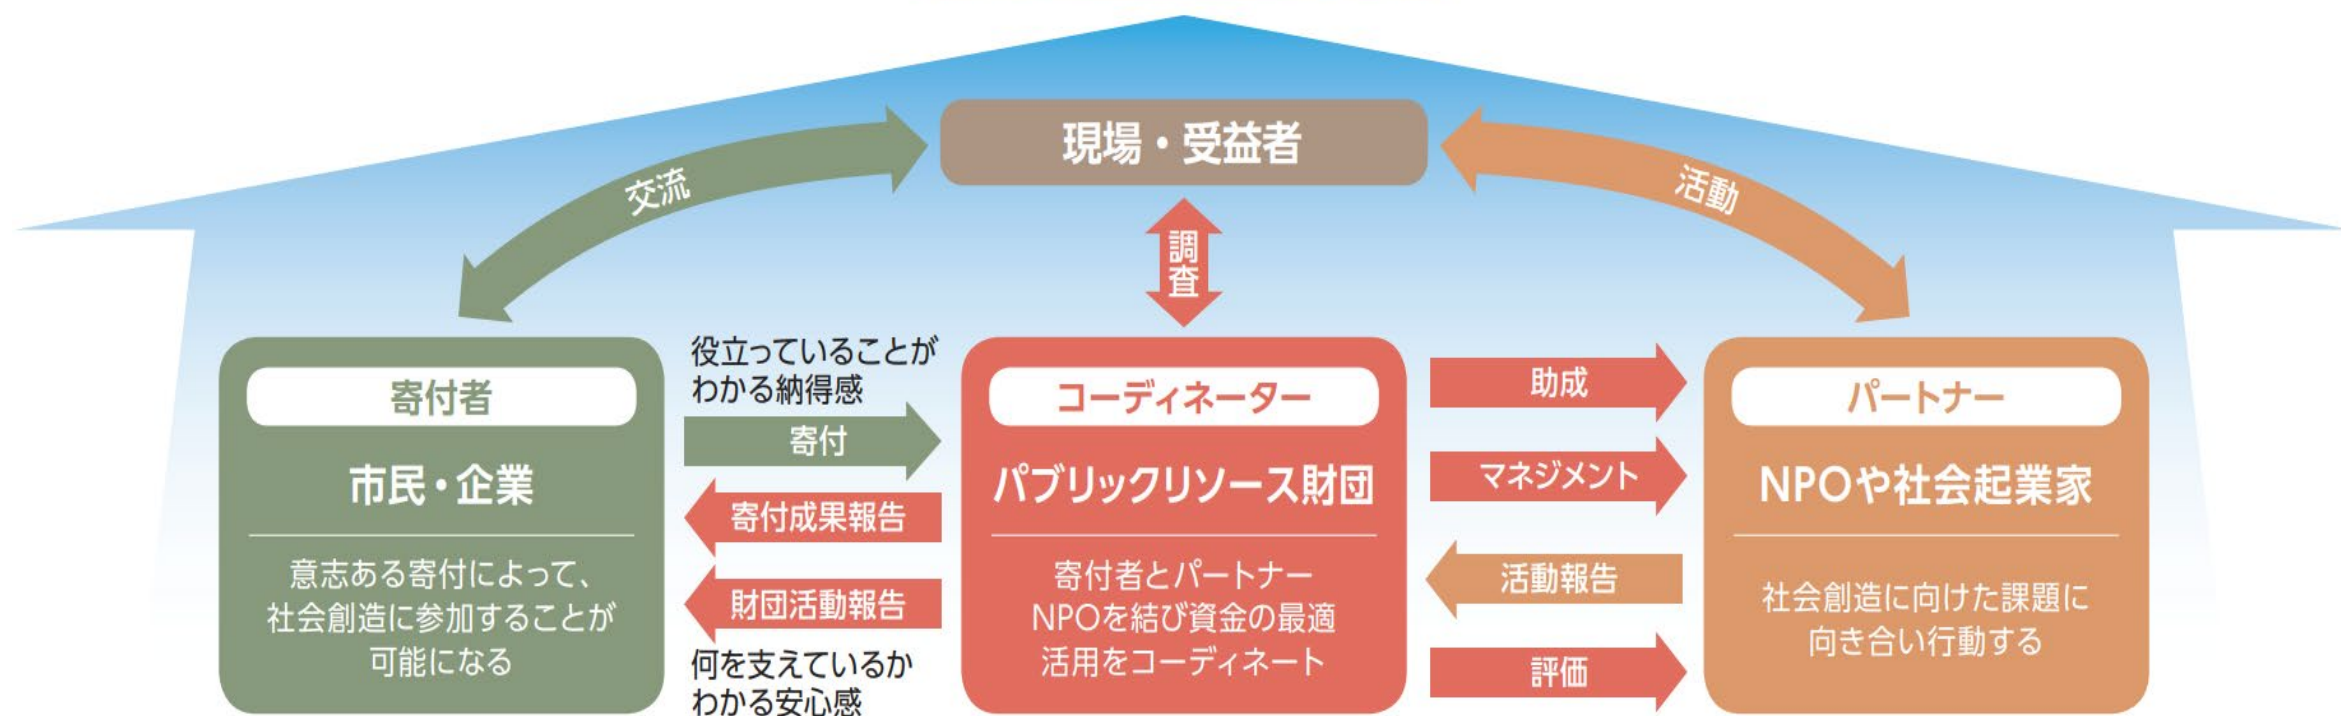 現場・受益者
交流
活動
調査
寄付者
市民・企業
意志ある寄付によって、
社会創造に参加することが
可能になる
役立っていることが
わかる納得感
寄付
寄付成果報告
財団活動報告
何を支えているか
わかる安心感
コーディネーター
パブリックリソース財団
寄付者とパートナー
NPOを結び資金の最適
活用をコーディネート
助成
マネジメント
活動報告
評価
パートナー
NPOや社会起業家
社会創造に向けた課題に
向き合い行動する